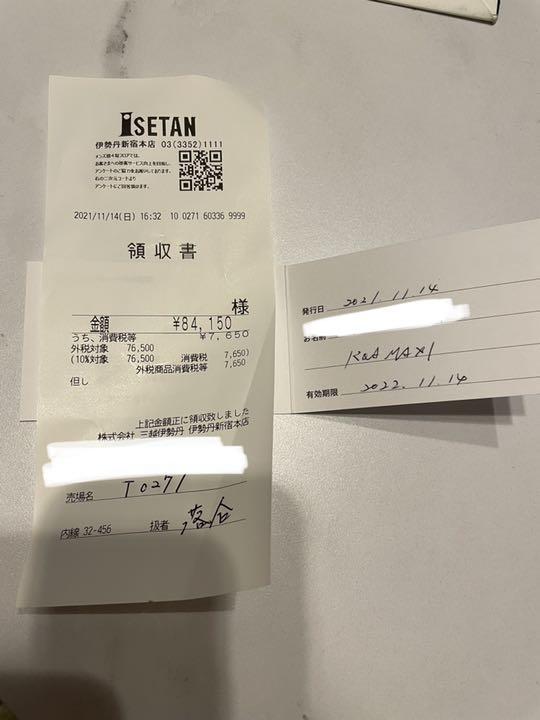 ISETAN
伊勢丹新宿本店 03(3352)1111
2021/11/14(日) 16:32 10 0271 60336 9999
領収書
様
金額 ¥84,150
うち、消費税等 ¥7,650
外税対象 76,500
(10%対象 76,500 消費税 7,650)
外税商品消費税等 7,650
但し
上記金額正に領収致しました
株式会社 三越伊勢丹 伊勢丹新宿本店
売場名 T0271
内線 32-456 扱者 落合
発行日 2021.11.14
お名前
有効期限 2022.11.14